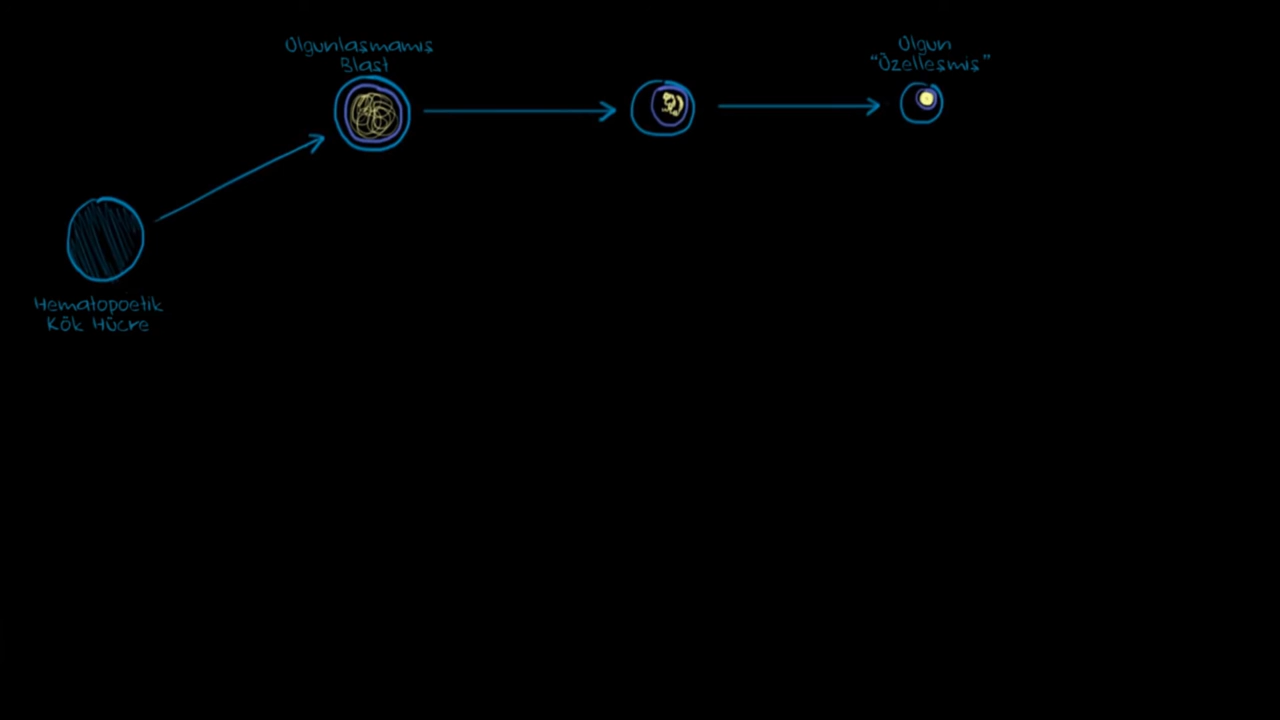 Olgunlaşmamış
Blast
Olgun
"Özelleşmiş"
Hematopoetik
Kök Hücre